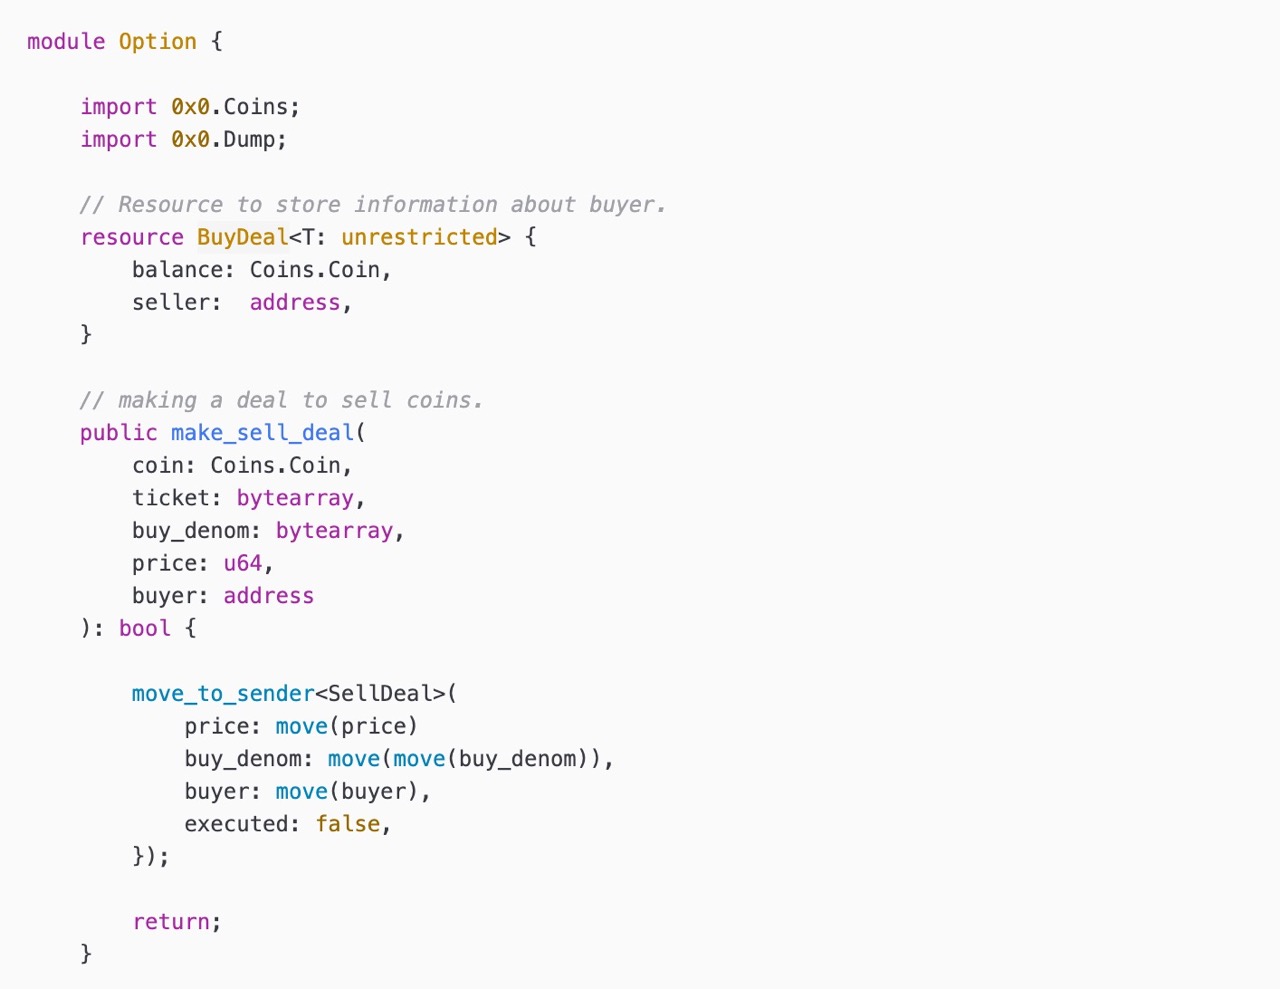 module Option {
import 0x0.Coins;
import 0x0.Dump;
// Resource to store information about buyer.
resource BuyDeal<T: unrestricted> {
balance: Coins.Coin,
seller:  address,
}
// making a deal to sell coins.
public make_sell_deal(
coin: Coins.Coin,
ticket: bytearray,
buy_denom: bytearray,
price: u64,
buyer: address
): bool {
move_to_sender<SellDeal>(
price: move(price)
buy_denom: move(move(buy_denom)),
buyer: move(buyer),
executed: false,
});
return;
}